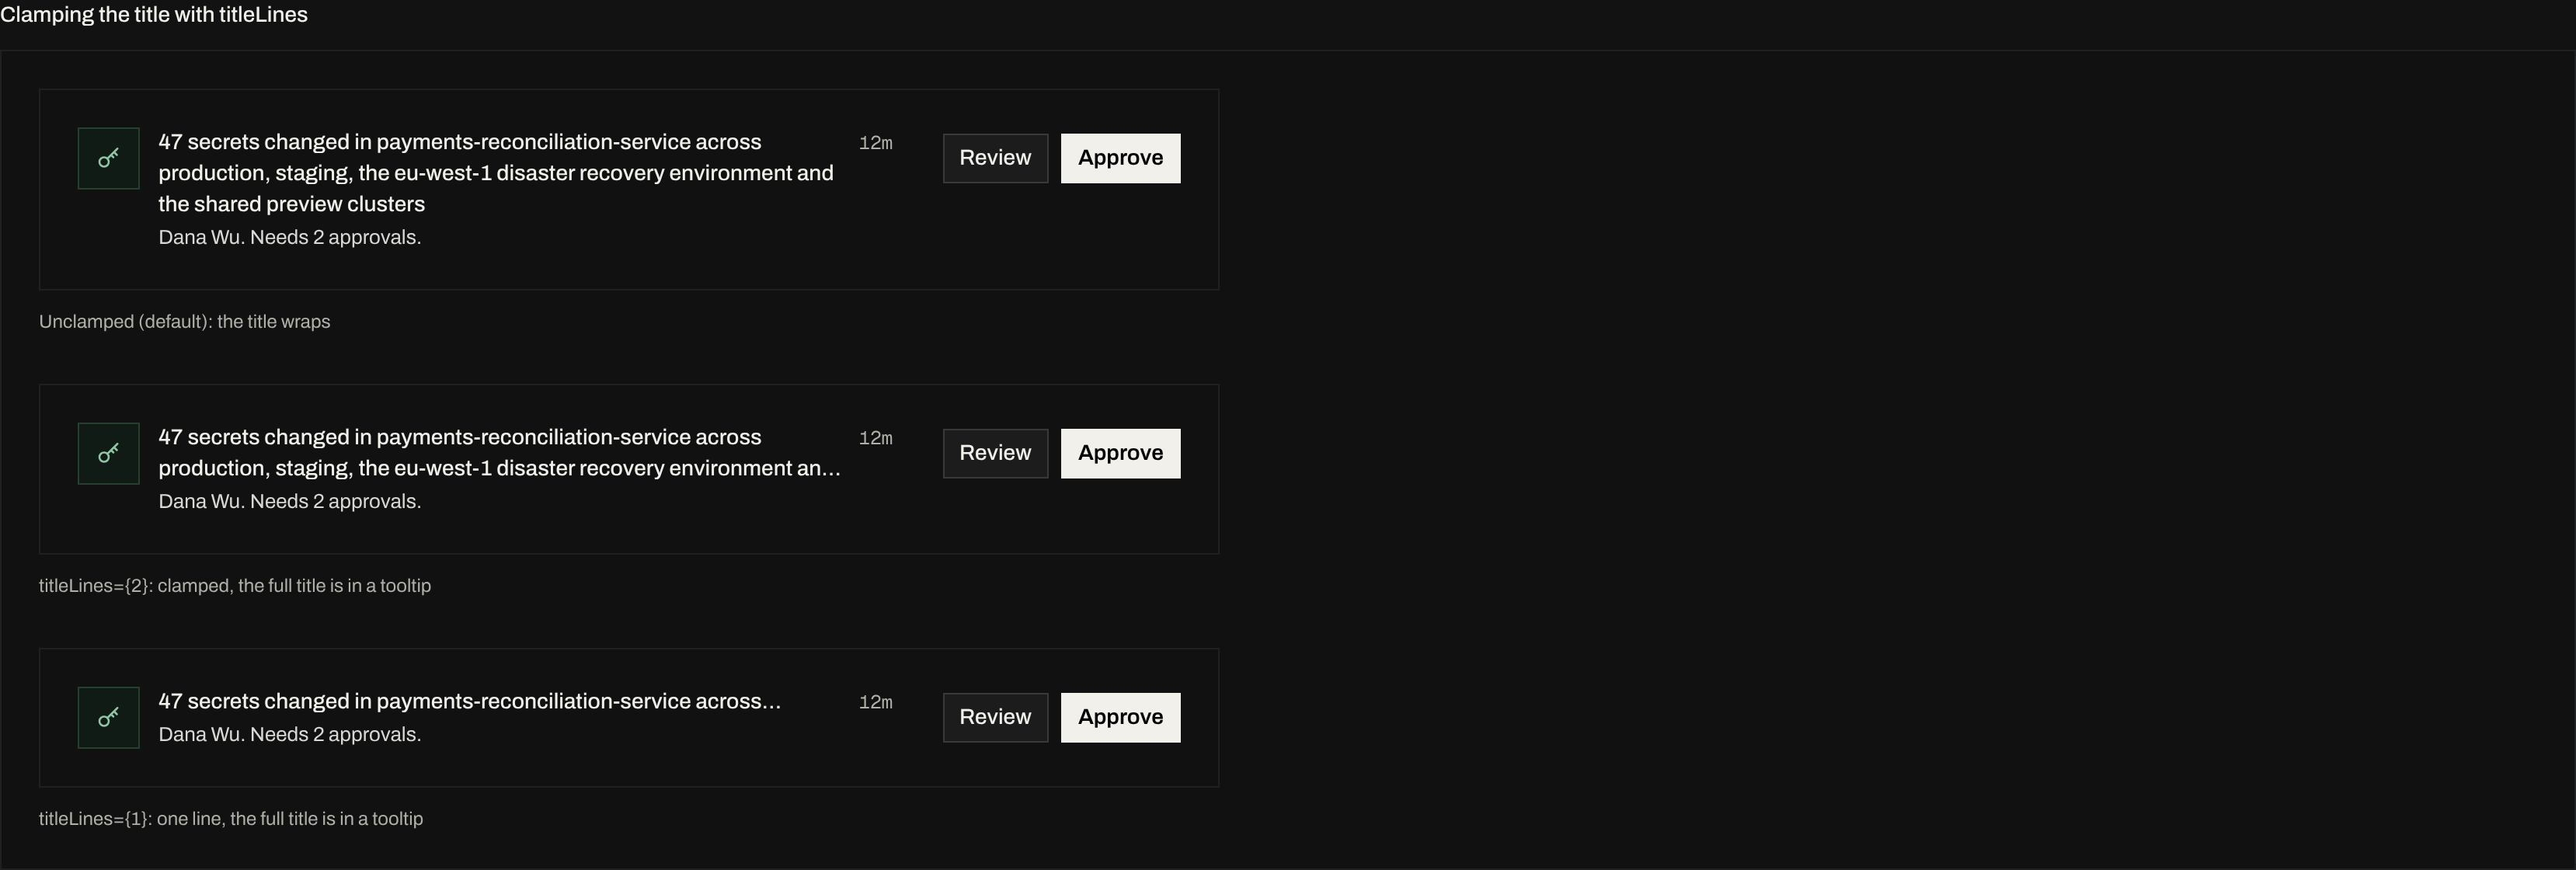 Clamping the title with titleLines
47 secrets changed in payments-reconciliation-service across
production, staging, the eu-west-1 disaster recovery environment and
the shared preview clusters
Dana Wu. Needs 2 approvals.
12m
Review
Approve
Unclamped (default): the title wraps
47 secrets changed in payments-reconciliation-service across
production, staging, the eu-west-1 disaster recovery environment an…
Dana Wu. Needs 2 approvals.
12m
Review
Approve
titleLines={2}: clamped, the full title is in a tooltip
47 secrets changed in payments-reconciliation-service across…
Dana Wu. Needs 2 approvals.
12m
Review
Approve
titleLines={1}: one line, the full title is in a tooltip